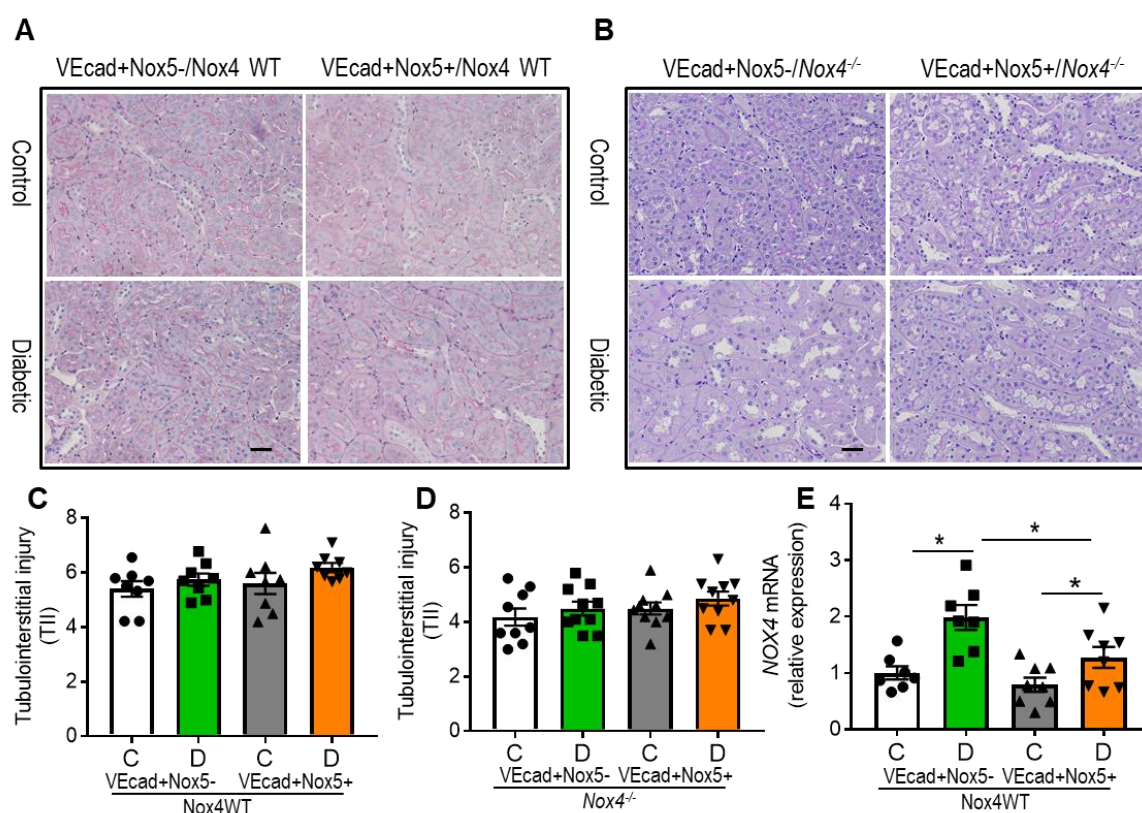 A
VEcad+Nox5-/Nox4 WT VEcad+Nox5+/Nox4 WT
Control
Diabetic
B
VEcad+Nox5-/Nox4-/- VEcad+Nox5+/Nox4-/-
Control
Diabetic
C
Tubulointerstitial injury
(TII)
8
6
4
2
0
C D C D
VEcad+Nox5- VEcad+Nox5+
Nox4WT
D
Tubulointerstitial injury
(TII)
8
6
4
2
0
C D C D
VEcad+Nox5- VEcad+Nox5+
Nox4-/-
E
NOX4 mRNA
(relative expression)
4
3
2
1
0
* * *
C D C D
VEcad+Nox5- VEcad+Nox5+
Nox4WT